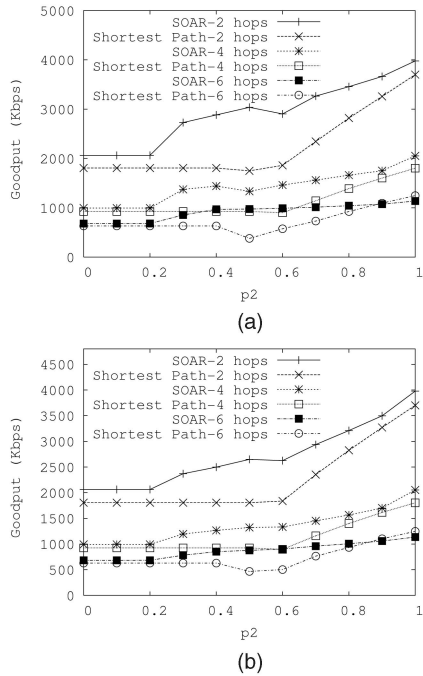 5000
4000
3000
2000
1000
0
Goodput (Kbps)
SOAR-2 hops
Shortest Path-2 hops
SOAR-4 hops
Shortest Path-4 hops
SOAR-6 hops
Shortest Path-6 hops
0 0.2 0.4 0.6 0.8 1
p2
(a)
4500
4000
3500
3000
2500
2000
1500
1000
500
0
Goodput (Kbps)
SOAR-2 hops
Shortest Path-2 hops
SOAR-4 hops
Shortest Path-4 hops
SOAR-6 hops
Shortest Path-6 hops
0 0.2 0.4 0.6 0.8 1
p2
(b)